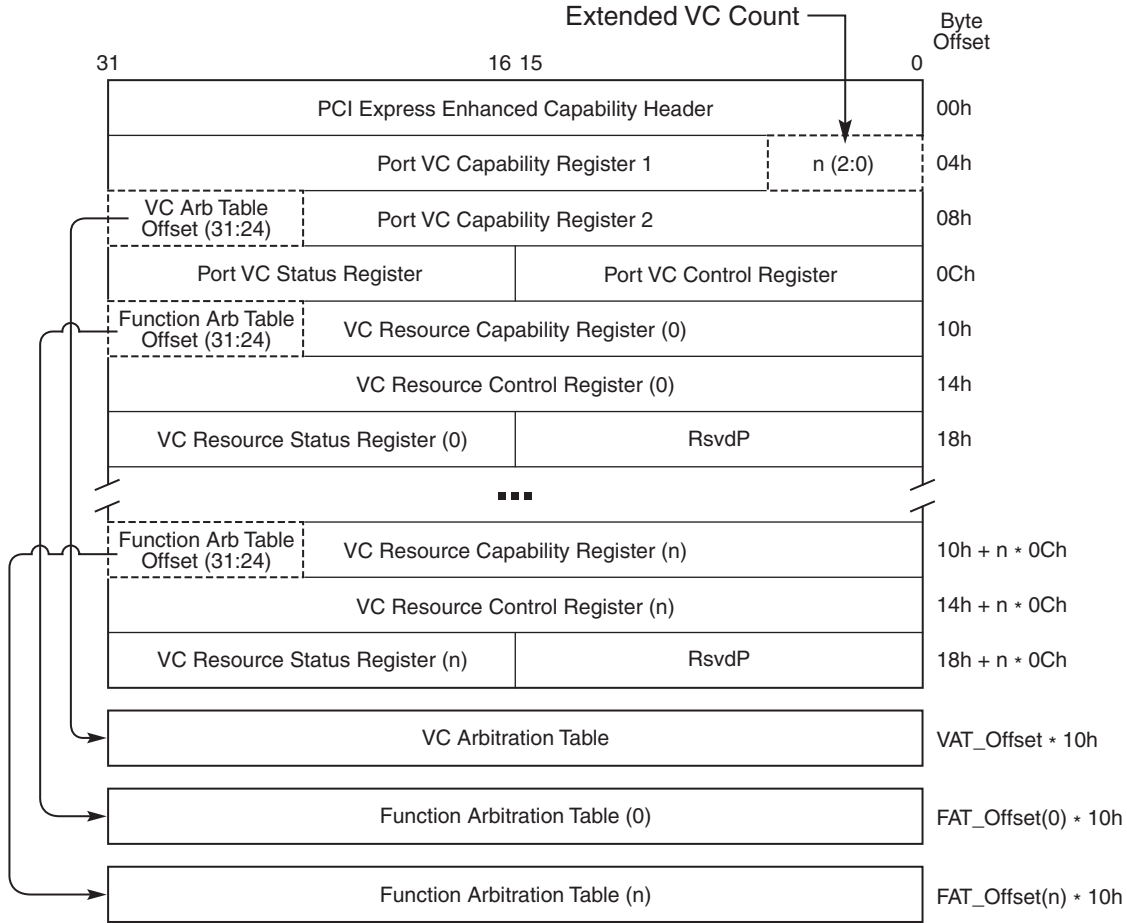 Extended VC Count
Byte
Offset
31
16 15
0
PCI Express Enhanced Capability Header
00h
Port VC Capability Register 1
n (2:0)
04h
VC Arb Table
Offset (31:24)
Port VC Capability Register 2
08h
Port VC Status Register
Port VC Control Register
0Ch
Function Arb Table
Offset (31:24)
VC Resource Capability Register (0)
10h
VC Resource Control Register (0)
14h
VC Resource Status Register (0)
RsvdP
18h
...
Function Arb Table
Offset (31:24)
VC Resource Capability Register (n)
10h + n * 0Ch
VC Resource Control Register (n)
14h + n * 0Ch
VC Resource Status Register (n)
RsvdP
18h + n * 0Ch
VC Arbitration Table
VAT_Offset * 10h
Function Arbitration Table (0)
FAT_Offset(0) * 10h
Function Arbitration Table (n)
FAT_Offset(n) * 10h